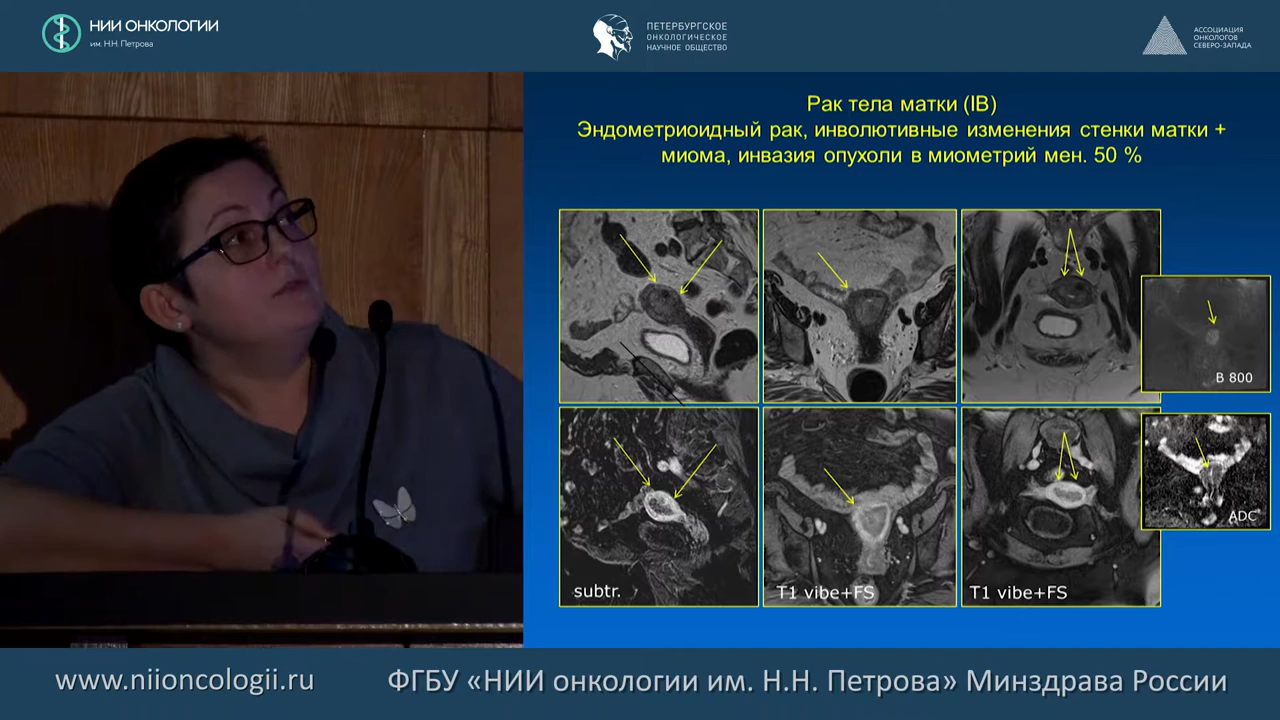 НИИ ОНКОЛОГИИ
им. Н.Н. Петрова
ПЕТЕРБУРГСКОЕ
ОНКОЛОГИЧЕСКОЕ
НАУЧНОЕ ОБЩЕСТВО
АССОЦИАЦИЯ
ОНКОЛОГОВ
СЕВЕРО-ЗАПАДА
Рак тела матки (IB)
Эндометриоидный рак, инволютивные изменения стенки матки +
миома, инвазия опухоли в миометрий мен. 50 %
B 800
subtr.
T1 vibe+FS
T1 vibe+FS
ADC
www.niioncologii.ru
ФГБУ «НИИ онкологии им. Н.Н. Петрова» Минздрава России